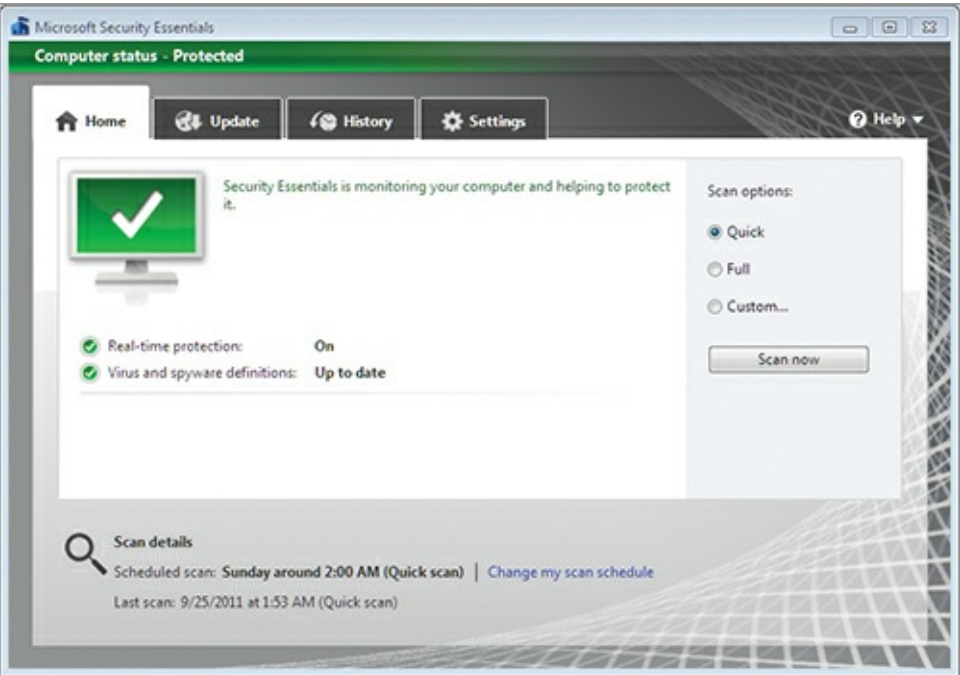 Microsoft Security Essentials
Computer status - Protected
Home
Update
History
Settings
Help
Security Essentials is monitoring your computer and helping to protect
it.
Scan options:
Quick
Full
Custom...
Scan now
Real-time protection: On
Virus and spyware definitions: Up to date
Scan details
Scheduled scan: Sunday around 2:00 AM (Quick scan) | Change my scan schedule
Last scan: 9/25/2011 at 1:53 AM (Quick scan)